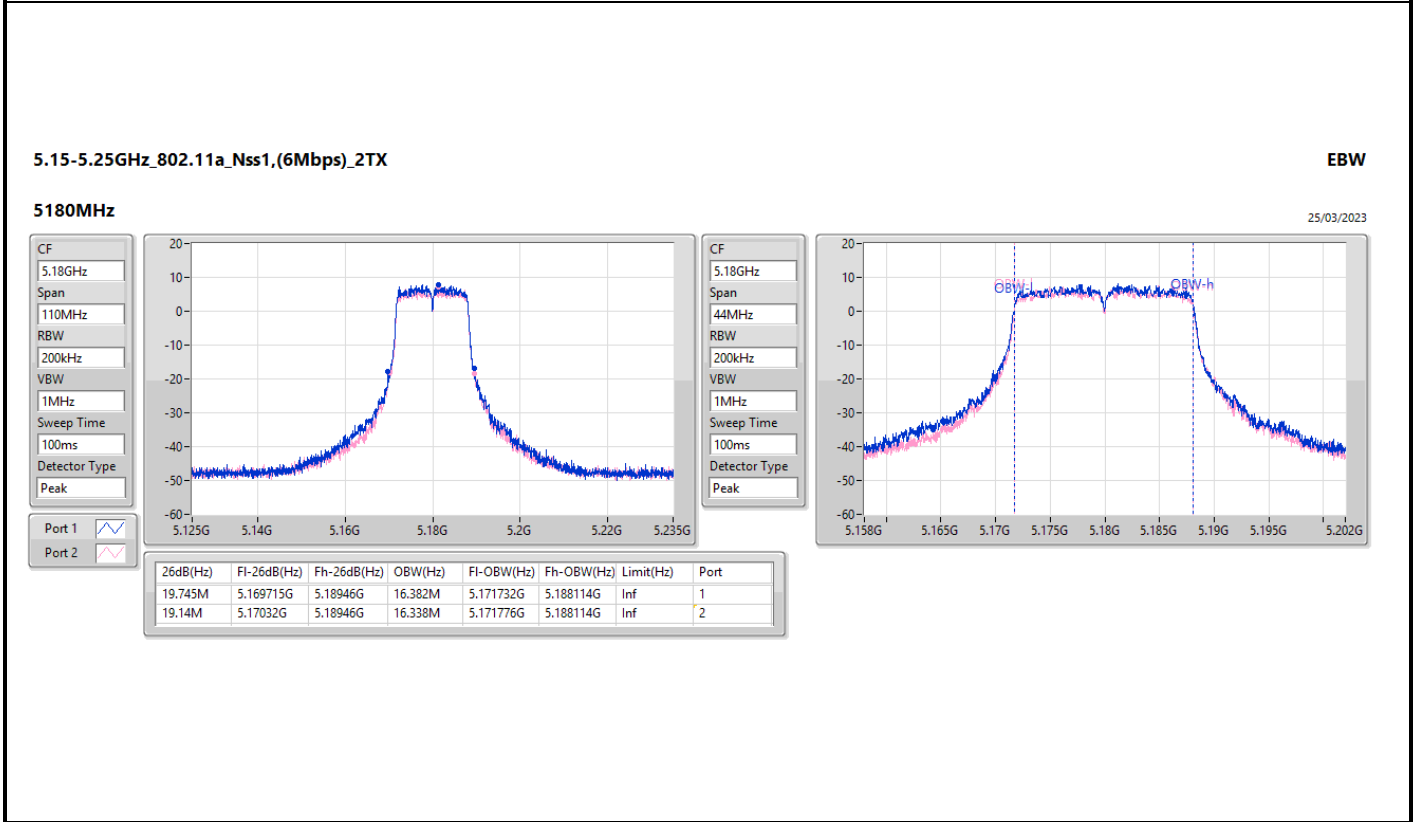 5.15-5.25GHz_802.11a_Nss1,(6Mbps)_2TX
EBW
5180MHz
25/03/2023
CF
5.18GHz
Span
110MHz
RBW
200kHz
VBW
1MHz
Sweep Time
100ms
Detector Type
Peak
Port 1
Port 2
20
10
0
-10
-20
-30
-40
-50
-60
5.125G 5.14G 5.16G 5.18G 5.2G 5.22G 5.235G
CF
5.18GHz
Span
44MHz
RBW
200kHz
VBW
1MHz
Sweep Time
100ms
Detector Type
Peak
20
10
0
-10
-20
-30
-40
-50
-60
OBW-l
OBW-h
5.158G 5.165G 5.17G 5.175G 5.18G 5.185G 5.19G 5.195G 5.202G
26dB(Hz) Fl-26dB(Hz) Fh-26dB(Hz) OBW(Hz) Fl-OBW(Hz) Fh-OBW(Hz) Limit(Hz) Port
19.745M 5.169715G 5.18946G 16.382M 5.171732G 5.188114G Inf 1
19.14M 5.17032G 5.18946G 16.338M 5.171776G 5.188114G Inf 2